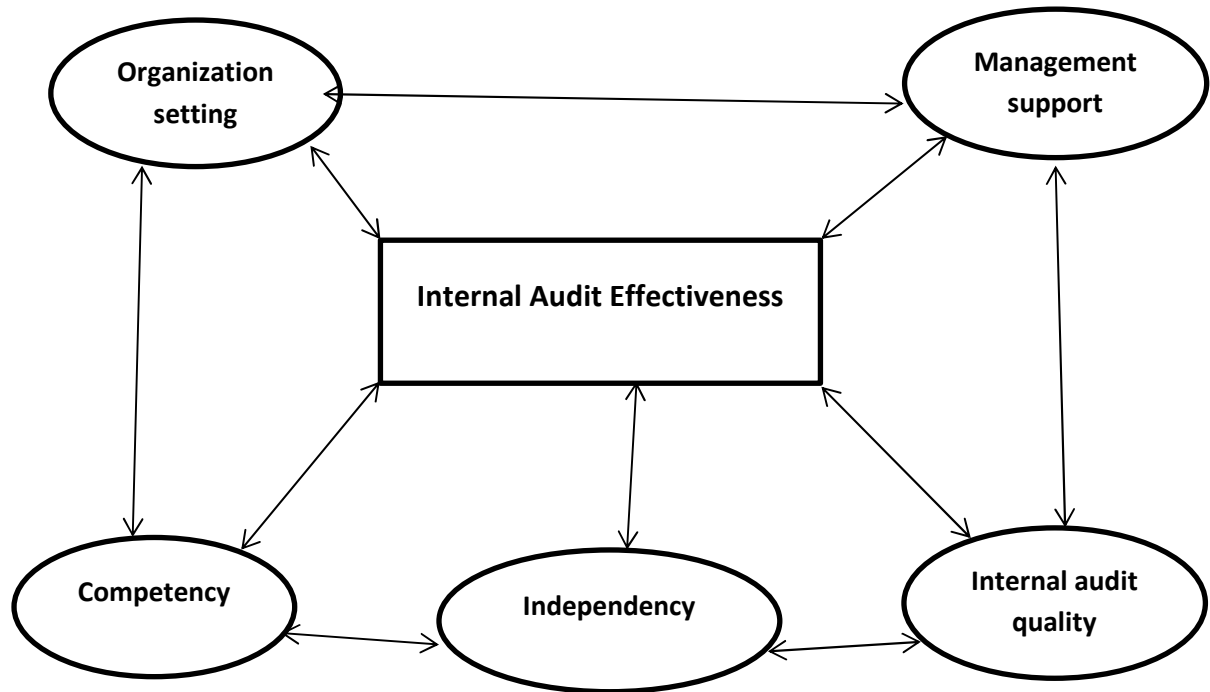 Organization
setting
Management
support
Internal Audit Effectiveness
Competency
Independency
Internal audit
quality